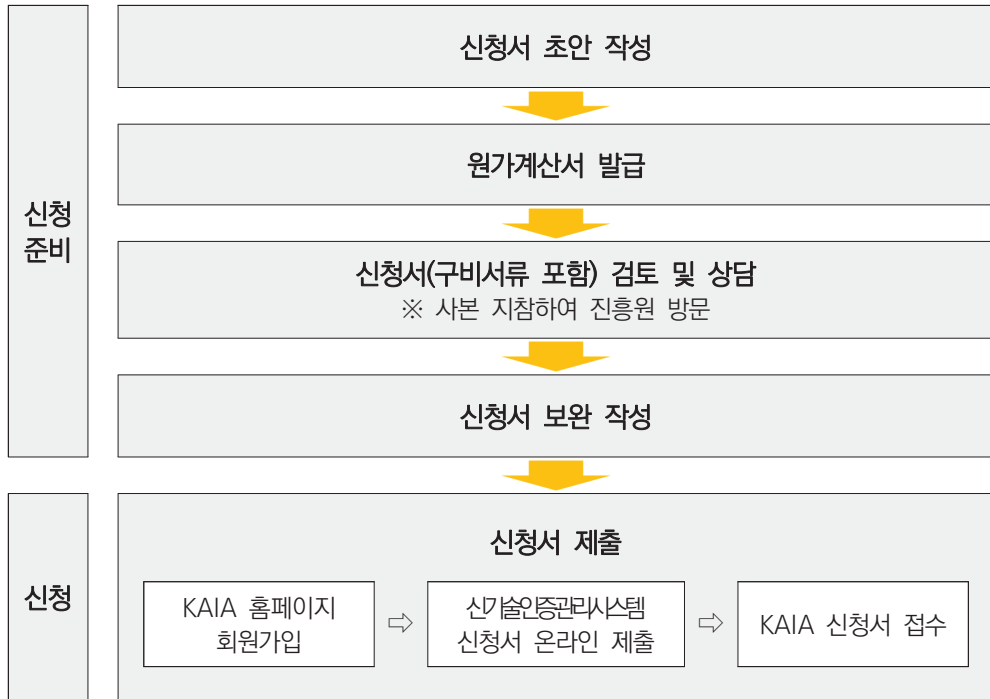 신청서 초안 작성
원가계산서 발급
신청
준비
신청서(구비서류 포함) 검토 및 상담
※ 사본 지참하여 진흥원 방문
신청서 보완 작성
신청서 제출
신청
KAIA 홈페이지
회원가입
⇨
신기술인증관리시스템
신청서 온라인 제출
⇨
KAIA 신청서 접수